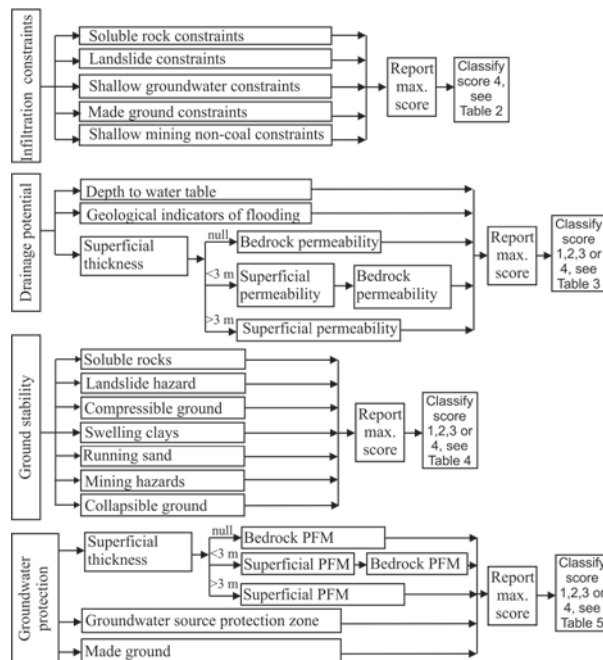 Infiltration constraints
Soluble rock constraints
Landslide constraints
Shallow groundwater constraints
Made ground constraints
Shallow mining non-coal constraints
Report
max.
score
Classify
score 4,
see
Table 2
Drainage potential
Depth to water table
Geological indicators of flooding
Superficial
thickness
null
Bedrock permeability
<3 m
Superficial
permeability
Bedrock
permeability
>3 m
Superficial permeability
Report
max.
score
Classify
score
1,2,3 or
4, see
Table 3
Ground stability
Soluble rocks
Landslide hazard
Compressible ground
Swelling clays
Running sand
Mining hazards
Collapsible ground
Report
max.
score
Classify
score
1,2,3 or
4, see
Table 4
Groundwater
protection
Superficial
thickness
null
Bedrock PFM
<3 m
Superficial PFM
Bedrock PFM
>3 m
Superficial PFM
Groundwater source protection zone
Made ground
Report
max.
score
Classify
score
1,2,3 or
4, see
Table 5